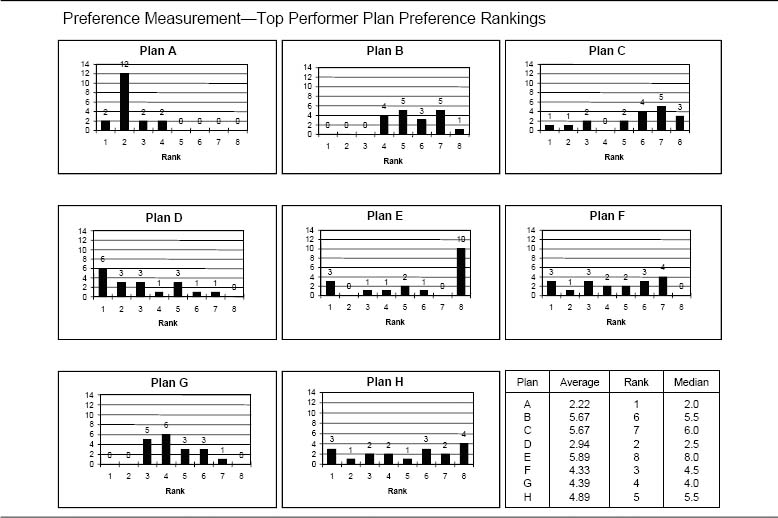 Preference Measurement—Top Performer Plan Preference Rankings
Plan A
14
12
10
8
6
4
2
0
2 12 2 2 0 0 0 0
1 2 3 4 5 6 7 8
Rank
Plan B
14
12
10
8
6
4
2
0
0 0 0 4 5 3 5 1
1 2 3 4 5 6 7 8
Rank
Plan C
14
12
10
8
6
4
2
0
1 1 2 0 2 4 5 3
1 2 3 4 5 6 7 8
Rank
Plan D
14
12
10
8
6
4
2
0
6 3 3 1 3 1 1 0
1 2 3 4 5 6 7 8
Rank
Plan E
14
12
10
8
6
4
2
0
3 0 1 1 2 1 0 10
1 2 3 4 5 6 7 8
Rank
Plan F
14
12
10
8
6
4
2
0
3 1 3 2 2 3 4 0
1 2 3 4 5 6 7 8
Rank
Plan G
14
12
10
8
6
4
2
0
0 0 5 6 3 3 1 0
1 2 3 4 5 6 7 8
Rank
Plan H
14
12
10
8
6
4
2
0
3 1 2 2 1 3 2 4
1 2 3 4 5 6 7 8
Rank
Plan Average Rank Median
A 2.22 1 2.0
B 5.67 6 5.5
C 5.67 7 6.0
D 2.94 2 2.5
E 5.89 8 8.0
F 4.33 3 4.5
G 4.39 4 4.0
H 4.89 5 5.5